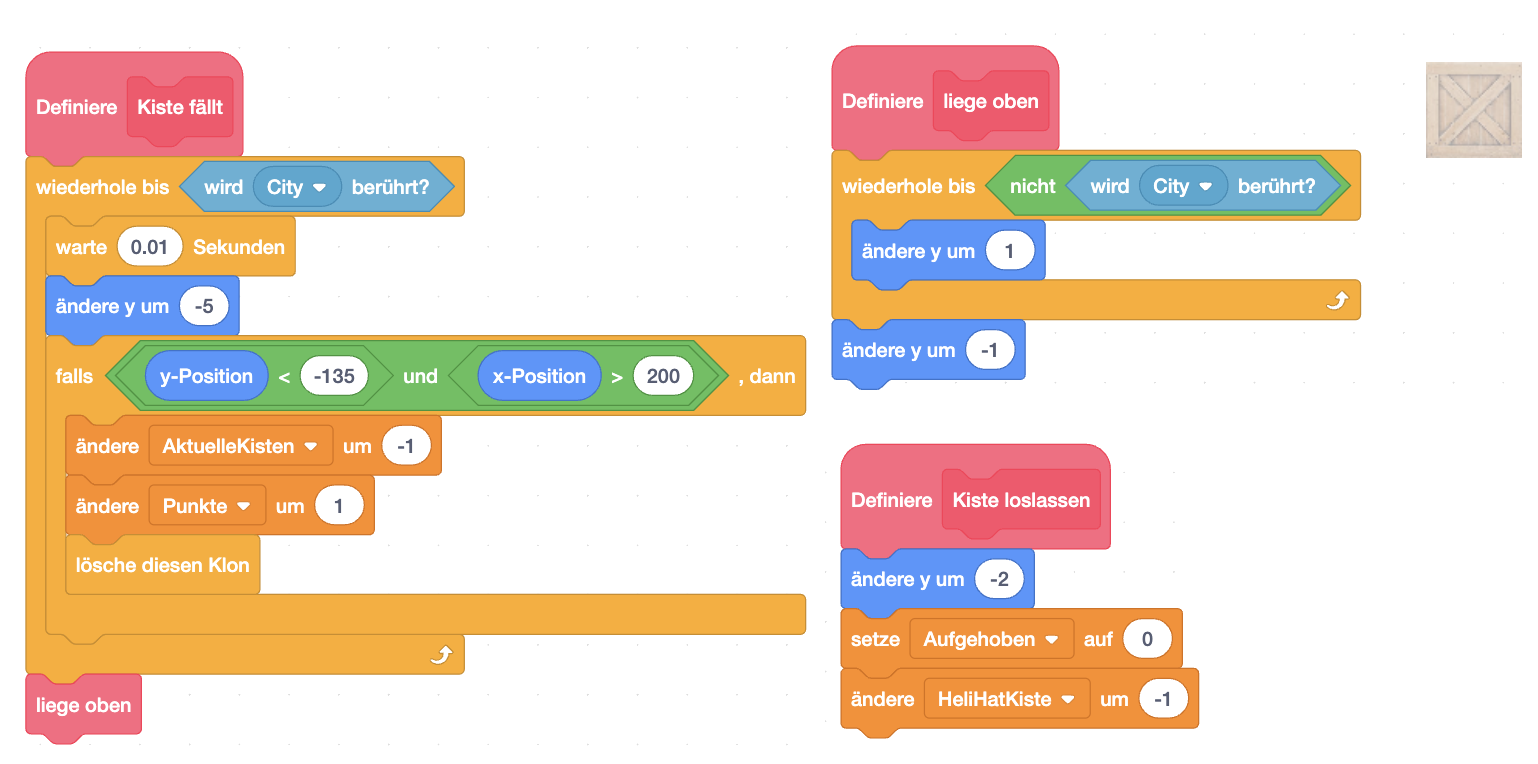 Definiere Kiste fällt
wiederhole bis wird City berührt?
warte 0.01 Sekunden
ändere y um -5
falls y-Position < -135 und x-Position > 200 , dann
ändere AktuelleKisten um -1
ändere Punkte um 1
lösche diesen Klon
liege oben
Definiere liege oben
wiederhole bis nicht wird City berührt?
ändere y um 1
ändere y um -1
Definiere Kiste loslassen
ändere y um -2
setze Aufgehoben auf 0
ändere HeliHatKiste um -1